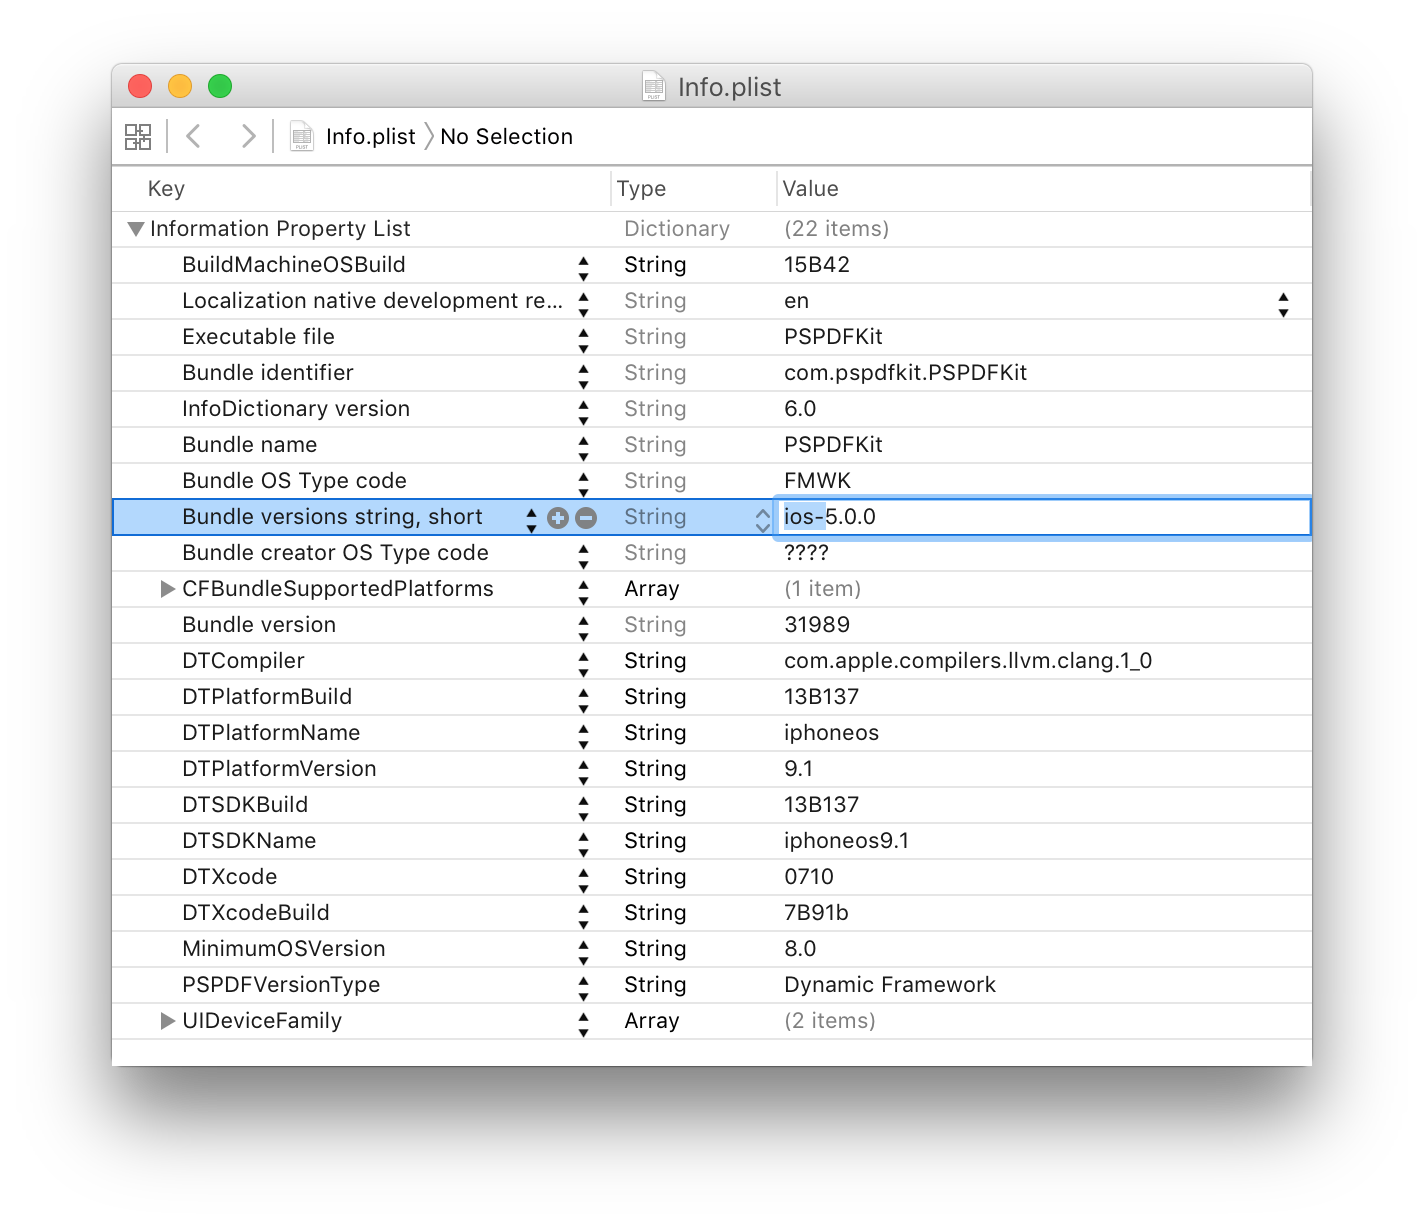 Info.plist
Info.plist No Selection
Key Type Value
Information Property List Dictionary (22 items)
BuildMachineOSBuild String 15B42
Localization native development re... String en
Executable file String PSPDFKit
Bundle identifier String com.pspdfkit.PSPDFKit
InfoDictionary version String 6.0
Bundle name String PSPDFKit
Bundle OS Type code String FMWK
Bundle versions string, short String ios-5.0.0
Bundle creator OS Type code String ????
CFBundleSupportedPlatforms Array (1 item)
Bundle version String 31989
DTCompiler String com.apple.compilers.llvm.clang.1_0
DTPlatformBuild String 13B137
DTPlatformName String iphoneos
DTPlatformVersion String 9.1
DTSDKBuild String 13B137
DTSDKName String iphoneos9.1
DTXcode String 0710
DTXcodeBuild String 7B91b
MinimumOSVersion String 8.0
PSPDFVersionType String Dynamic Framework
UIDeviceFamily Array (2 items)